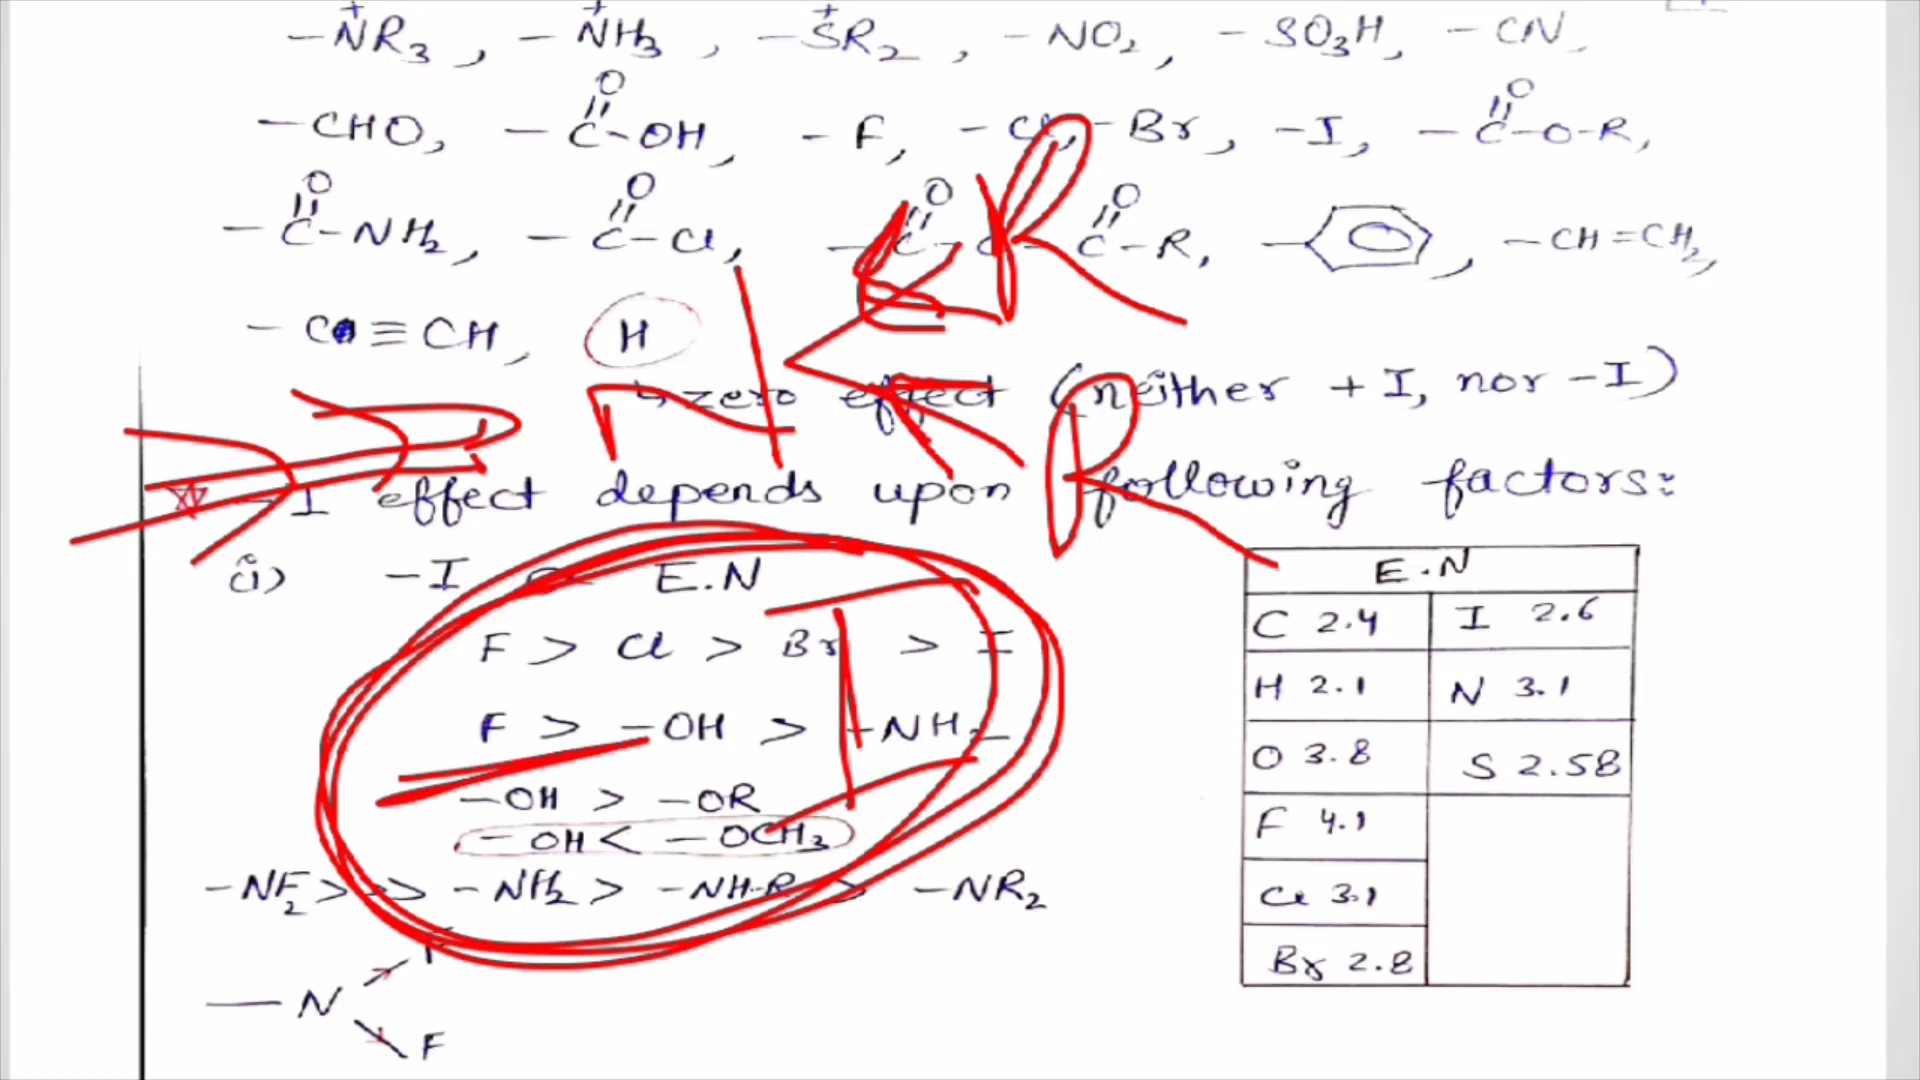 -N⁺R₃, -N⁺H₃, -S⁺R₂, -NO₂, -SO₃H, -CN,
-CHO, -C(=O)-OH, -F, -Cl, -Br, -I, -C(=O)-O-R,
-C(=O)-NH₂, -C(=O)-Cl, C(=O)-R, -CH=CH₂,
≡CH, H
↳ zero effect (neither +I, nor -I)
-I effect depends upon following factors:
(i) -I ∝ E.N
F > Cl > Br > I
F > -OH > -NH₂
-OH > -OR
-OH < -OCH₃
-NF₂ >> -NH₂ > -NH-R > -NR₂
F
-N
F
N
R
N
R
E.N
C 2.4 I 2.6
H 2.1 N 3.1
O 3.8 S 2.58
F 4.1
Cl 3.1
Br 2.8